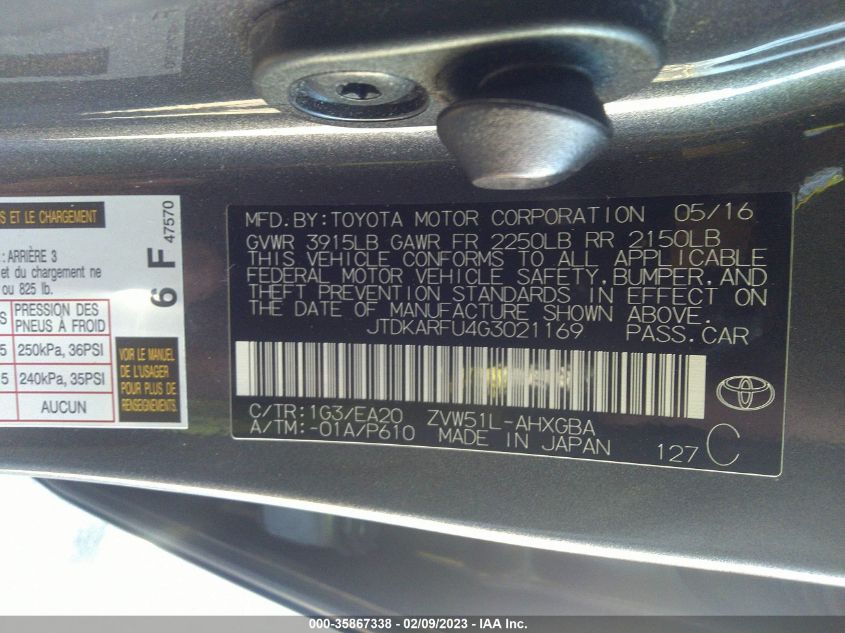 S ET LE CHARGEMENT
: ARRIÈRE 3
et du chargement ne
ou 825 lb.
PRESSION DES
PNEUS À FROID
5 250kPa, 36PSI
5 240kPa, 35PSI
AUCUN
VOIR LE MANUEL
DE L'USAGER
POUR PLUS DE
RENSEIGNEMENTS.
6 F 47570
MFD.BY:TOYOTA MOTOR CORPORATION 05/16
GVWR 3915LB GAWR FR 2250LB RR 2150LB
THIS VEHICLE CONFORMS TO ALL APPLICABLE
FEDERAL MOTOR VEHICLE SAFETY, BUMPER, AND
THEFT PREVENTION STANDARDS IN EFFECT ON
THE DATE OF MANUFACTURE SHOWN ABOVE.
JTDKARFU4G3021169 PASS.CAR
C/TR:1G3/EA20 ZVW51L-AHXGBA
A/TM:-01A/P610 MADE IN JAPAN
127 C
000-35867338 - 02/09/2023 - IAA Inc.